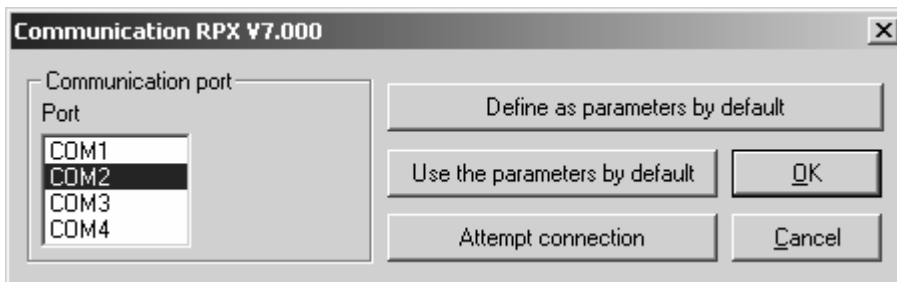 Communication RPX V7.000
Communication port
Port
COM1
COM2
COM3
COM4
Define as parameters by default
Use the parameters by default
OK
Attempt connection
Cancel